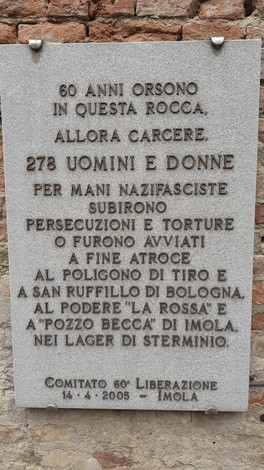 60 ANNI ORSONO
IN QUESTA ROCCA,
ALLORA CARCERE,
278 UOMINI E DONNE
PER MANI NAZIFASCISTE
SUBIRONO
PERSECUZIONI E TORTURE
O FURONO AVVIATI
A FINE ATROCE
AL POLIGONO DI TIRO E
A SAN RUFFILLO DI BOLOGNA,
AL PODERE "LA ROSSA" E
A "POZZO BECCA" DI IMOLA,
NEI LAGER DI STERMINIO.
COMITATO 60° LIBERAZIONE
14 · 4 · 2005 - IMOLA